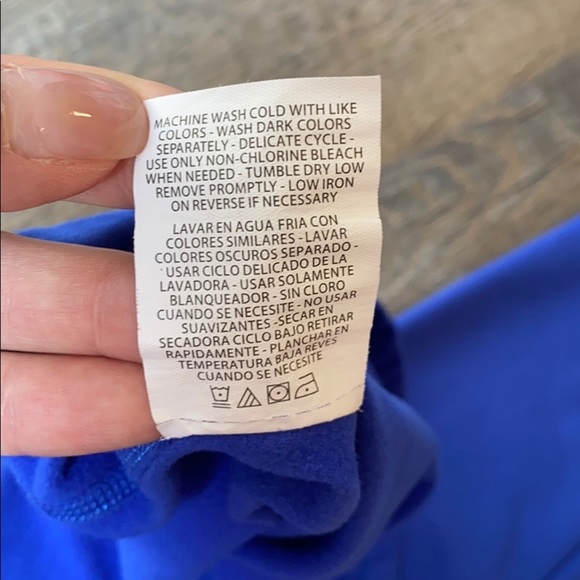 MACHINE WASH COLD WITH LIKE
COLORS - WASH DARK COLORS
SEPARATELY - DELICATE CYCLE -
USE ONLY NON-CHLORINE BLEACH
WHEN NEEDED - TUMBLE DRY LOW
REMOVE PROMPTLY - LOW IRON
ON REVERSE IF NECESSARY
LAVAR EN AGUA FRIA CON
COLORES SIMILARES - LAVAR
COLORES OSCUROS SEPARADO -
USAR CICLO DELICADO DE LA
LAVADORA - USAR SOLAMENTE
BLANQUEADOR - SIN CLORO
CUANDO SE NECESITE - NO USAR
SUAVIZANTES -SECAR EN
SECADORA CICLO BAJO RETIRAR
RAPIDAMENTE - PLANCHAR EN
TEMPERATURA BAJA REVES
CUANDO SE NECESITE